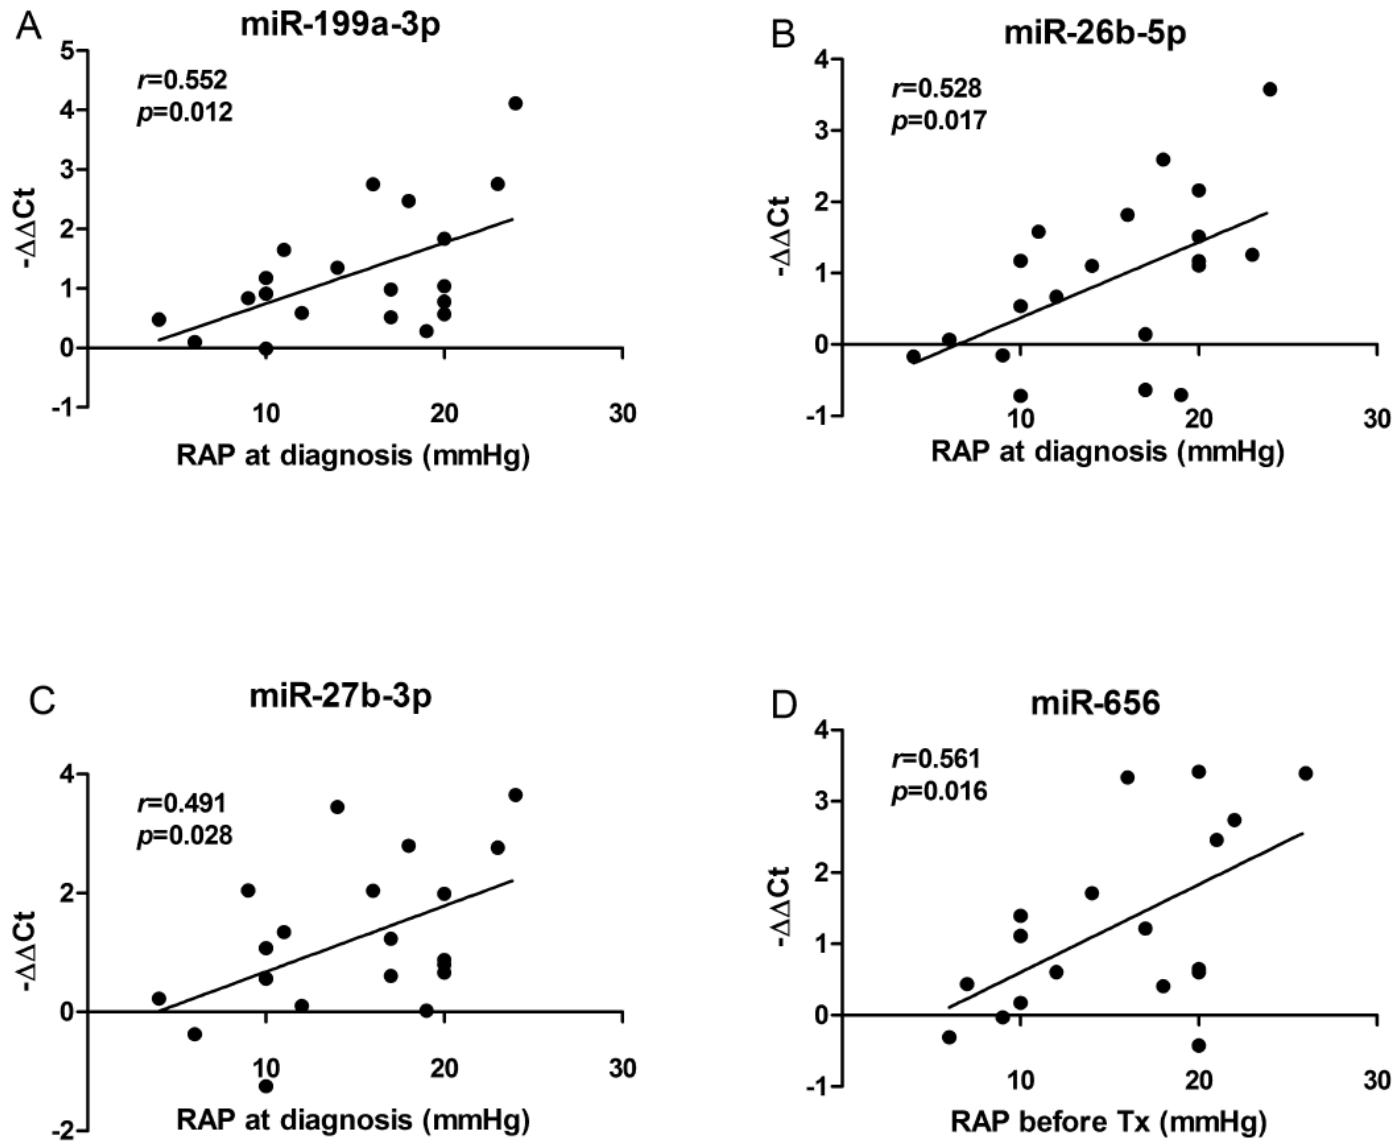 A
miR-199a-3p
r=0.552
p=0.012
5
4
3
2
1
0
-1
-ΔΔCt
10 20 30
RAP at diagnosis (mmHg)
B
miR-26b-5p
r=0.528
p=0.017
4
3
2
1
0
-1
-ΔΔCt
10 20 30
RAP at diagnosis (mmHg)
C
miR-27b-3p
r=0.491
p=0.028
4
2
0
-2
-ΔΔCt
10 20 30
RAP at diagnosis (mmHg)
D
miR-656
r=0.561
p=0.016
4
3
2
1
0
-1
-ΔΔCt
10 20 30
RAP before Tx (mmHg)